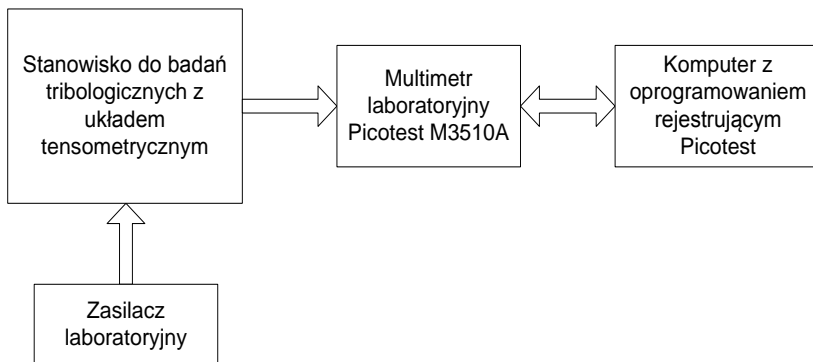 Stanowisko do badań
tribologicznych z
układem
tensometrycznym
Multimetr
laboratoryjny
Picotest M3510A
Komputer z
oprogramowaniem
rejestrującym
Picotest
Zasilacz
laboratoryjny